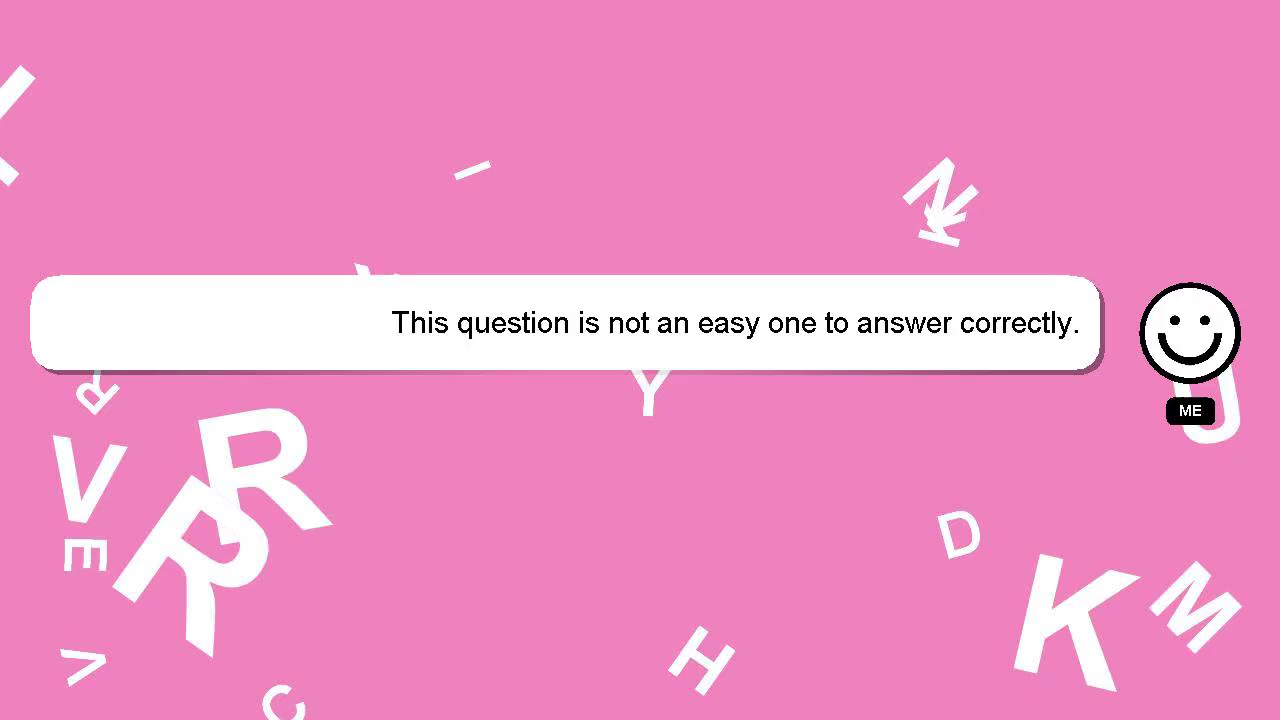 I
N
K
This question is not an easy one to answer correctly.
ME
U
R
Y
V
R
R
E
D
K
M
V
H
C